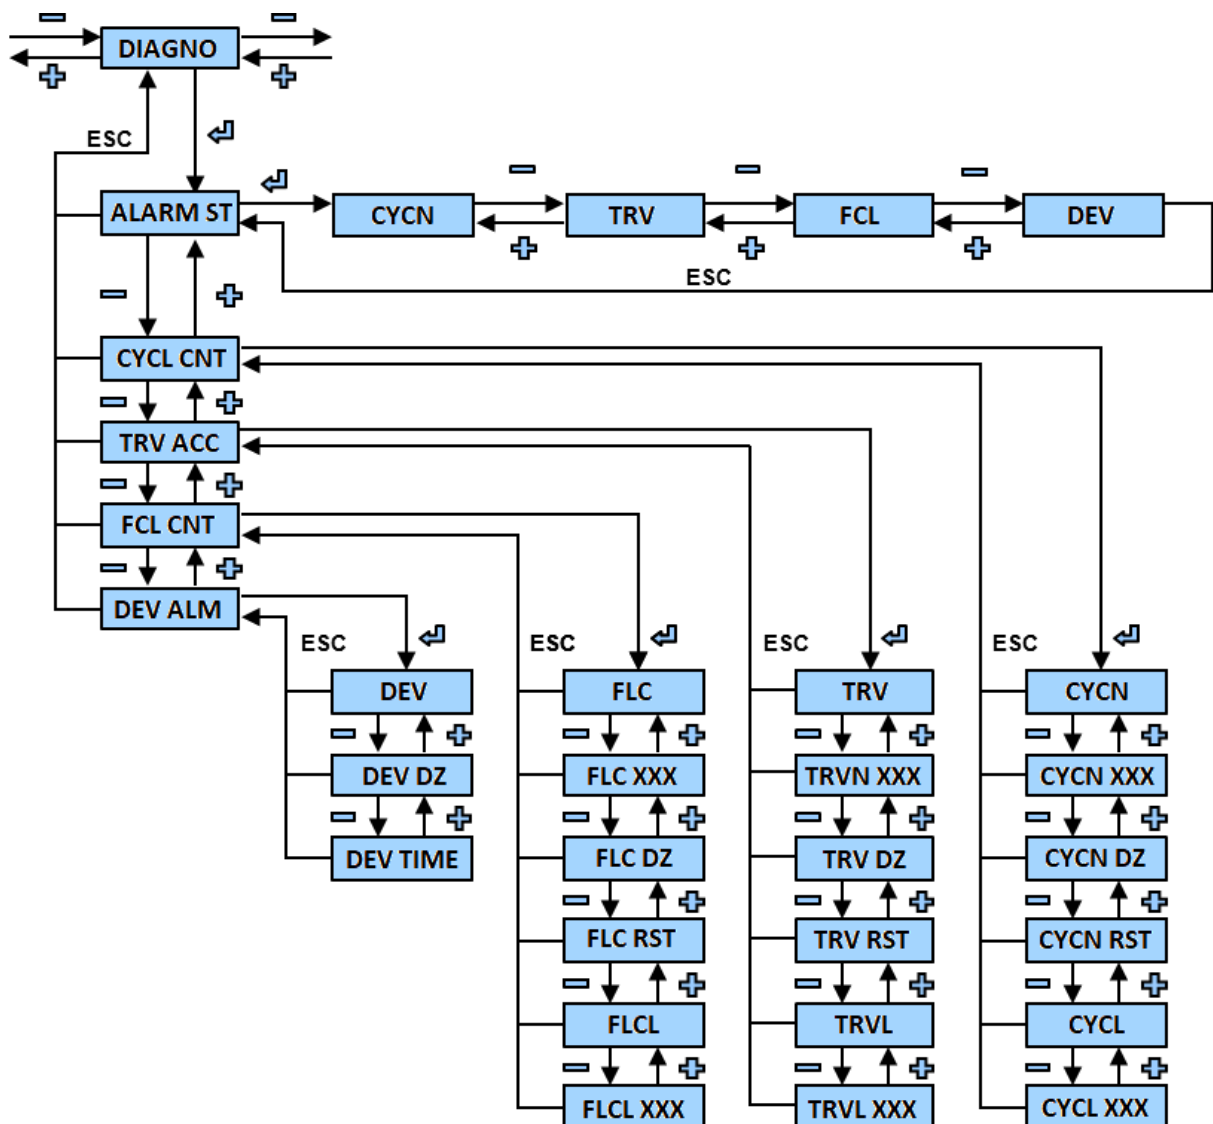 DIAGNO
ESC
ALARM ST
CYCN
TRV
FCL
DEV
ESC
CYCL CNT
TRV ACC
FCL CNT
DEV ALM
ESC
ESC
ESC
ESC
DEV
FLC
TRV
CYCN
DEV DZ
FLC XXX
TRVN XXX
CYCN XXX
DEV TIME
FLC DZ
TRV DZ
CYCN DZ
FLC RST
TRV RST
CYCN RST
FLCL
TRVL
CYCL
FLCL XXX
TRVL XXX
CYCL XXX